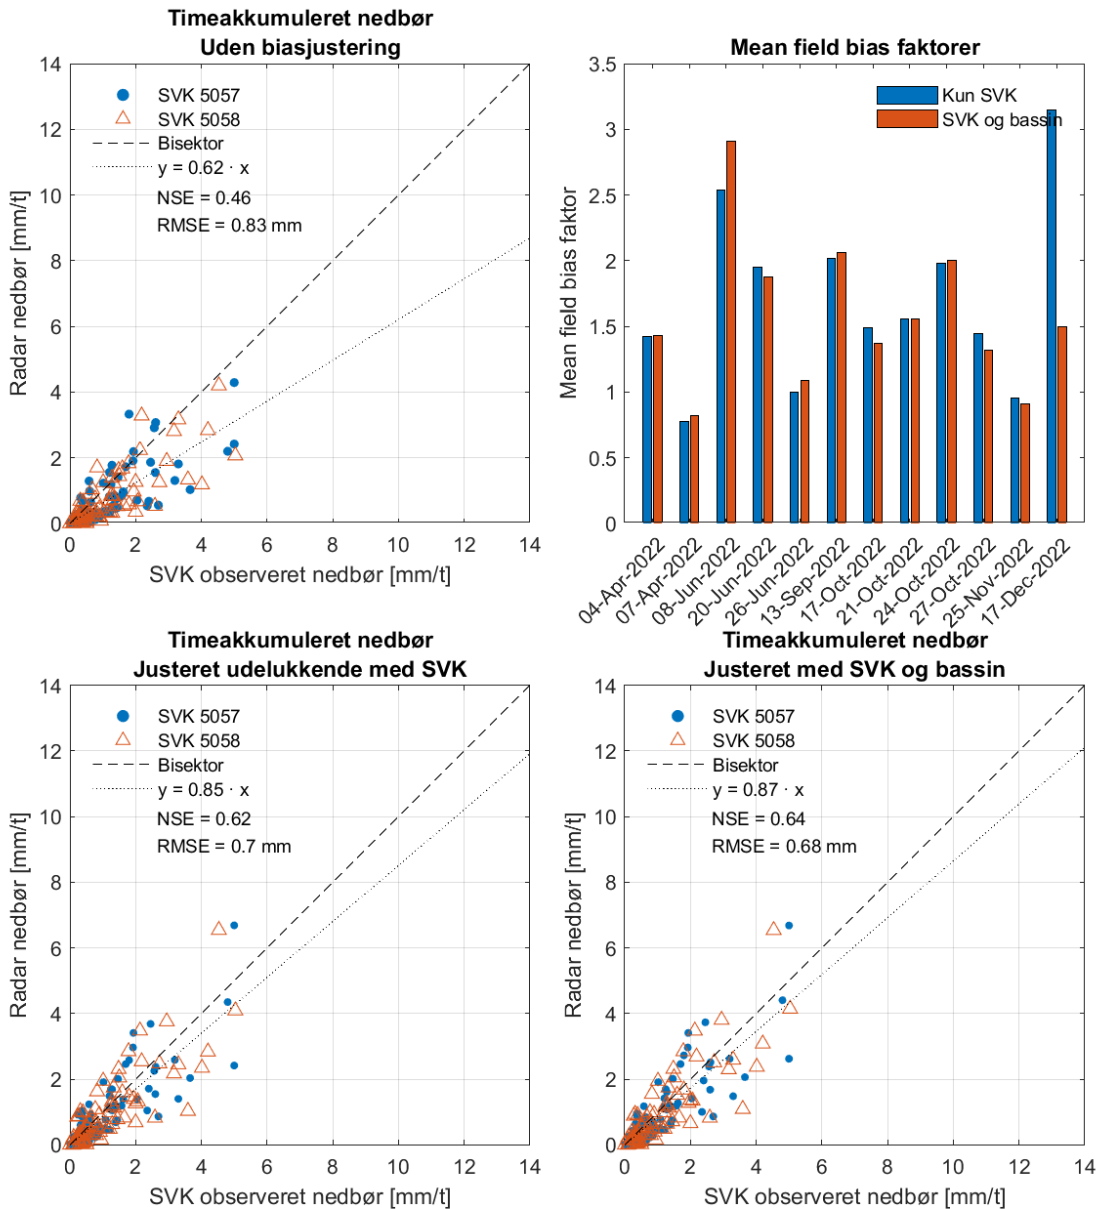 Timeakkumuleret nedbør
Uden biasjustering
14
12
10
8
6
4
2
0
0
2
4
6
8
10
12
14
Radar nedbør [mm/t]
SVK observeret nedbør [mm/t]
SVK 5057
SVK 5058
Bisektor
y = 0.62 · x
NSE = 0.46
RMSE = 0.83 mm
Mean field bias faktorer
3.5
3
2.5
2
1.5
1
0.5
0
Mean field bias faktor
Kun SVK
SVK og bassin
04-Apr-2022
07-Apr-2022
08-Jun-2022
20-Jun-2022
26-Jun-2022
13-Sep-2022
17-Oct-2022
21-Oct-2022
24-Oct-2022
27-Oct-2022
25-Nov-2022
17-Dec-2022
Timeakkumuleret nedbør
Justeret udelukkende med SVK
14
12
10
8
6
4
2
0
0
2
4
6
8
10
12
14
Radar nedbør [mm/t]
SVK observeret nedbør [mm/t]
SVK 5057
SVK 5058
Bisektor
y = 0.85 · x
NSE = 0.62
RMSE = 0.7 mm
Timeakkumuleret nedbør
Justeret med SVK og bassin
14
12
10
8
6
4
2
0
0
2
4
6
8
10
12
14
Radar nedbør [mm/t]
SVK observeret nedbør [mm/t]
SVK 5057
SVK 5058
Bisektor
y = 0.87 · x
NSE = 0.64
RMSE = 0.68 mm